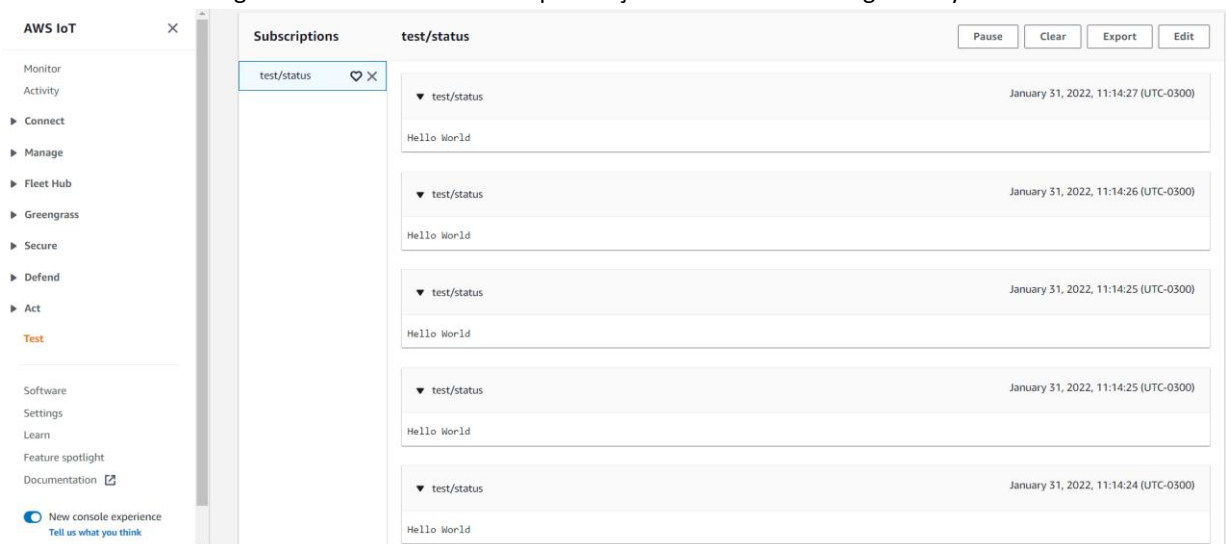 AWS IoT
Monitor
Activity
Connect
Manage
Fleet Hub
Greengrass
Secure
Defend
Act
Test
Software
Settings
Learn
Feature spotlight
Documentation
New console experience
Tell us what you think
Subscriptions
test/status
test/status
Pause
Clear
Export
Edit
test/status
January 31, 2022, 11:14:27 (UTC-0300)
Hello World
test/status
January 31, 2022, 11:14:26 (UTC-0300)
Hello World
test/status
January 31, 2022, 11:14:25 (UTC-0300)
Hello World
test/status
January 31, 2022, 11:14:25 (UTC-0300)
Hello World
test/status
January 31, 2022, 11:14:24 (UTC-0300)
Hello World